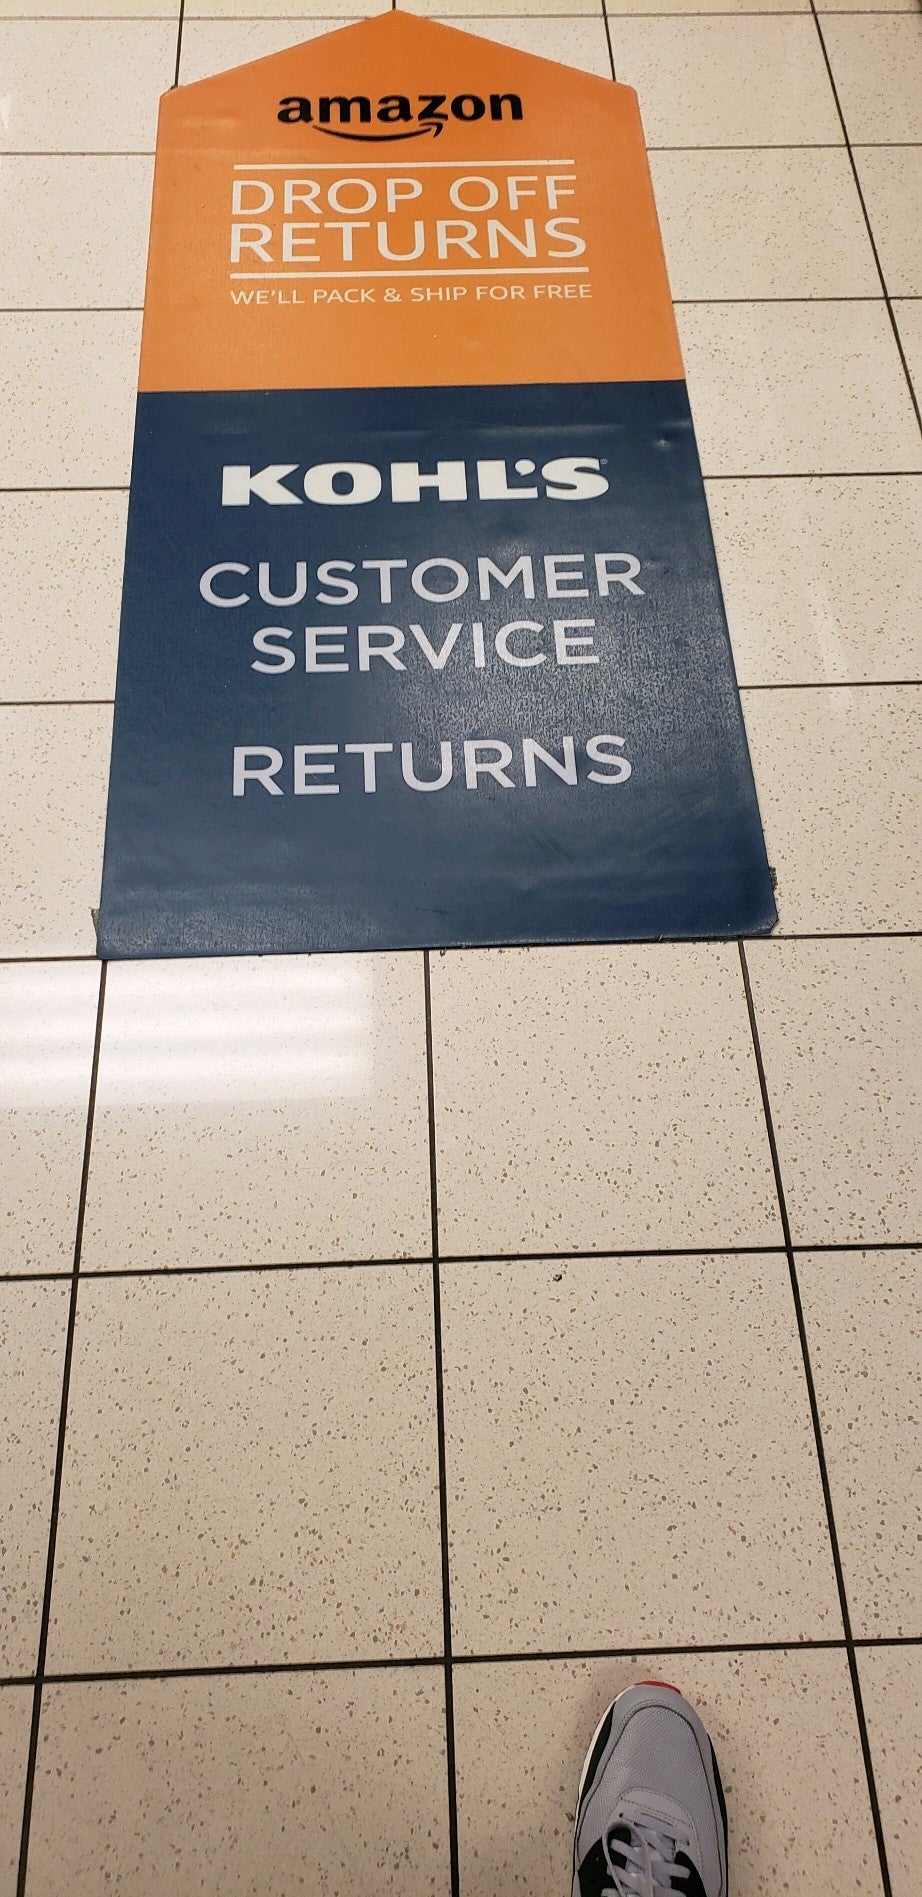 amazon
DROP OFF
RETURNS
WE'LL PACK & SHIP FOR FREE
KOHL'S
CUSTOMER
SERVICE
RETURNS